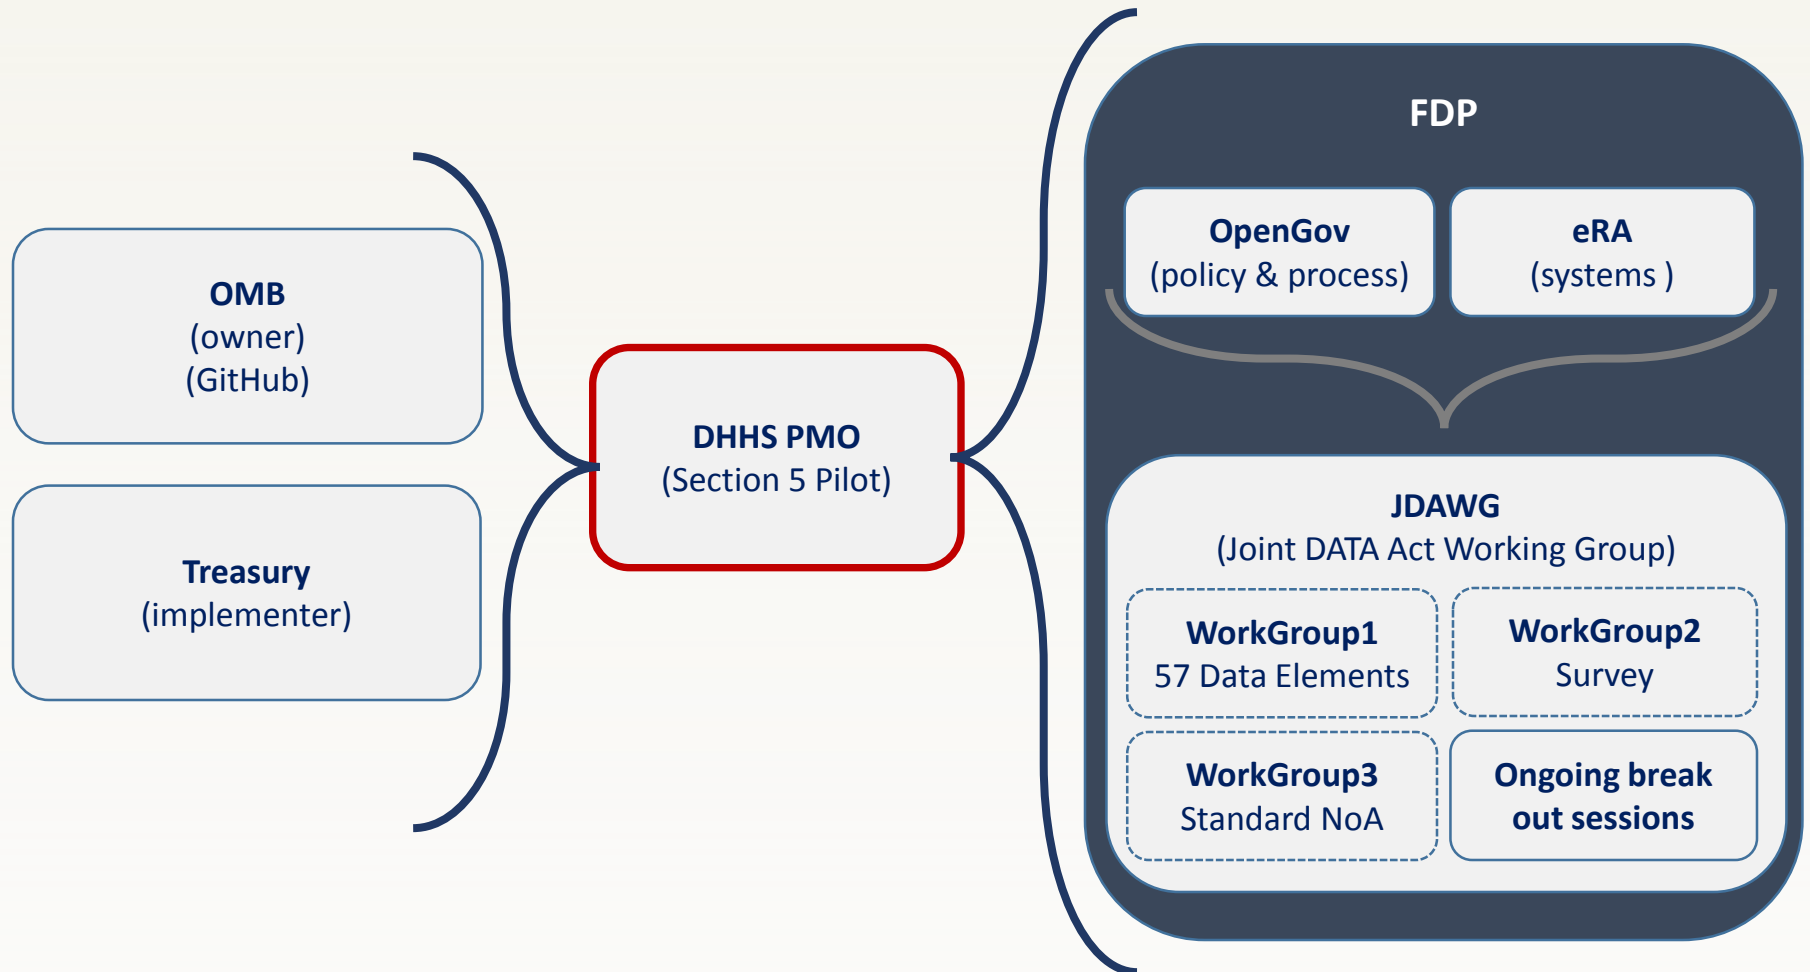 OMB
(owner)
(GitHub)
Treasury
(implementer)
DHHS PMO
(Section 5 Pilot)
FDP
OpenGov
(policy & process)
eRA
(systems )
JDAWG
(Joint DATA Act Working Group)
WorkGroup1
57 Data Elements
WorkGroup2
Survey
WorkGroup3
Standard NoA
Ongoing break
out sessions